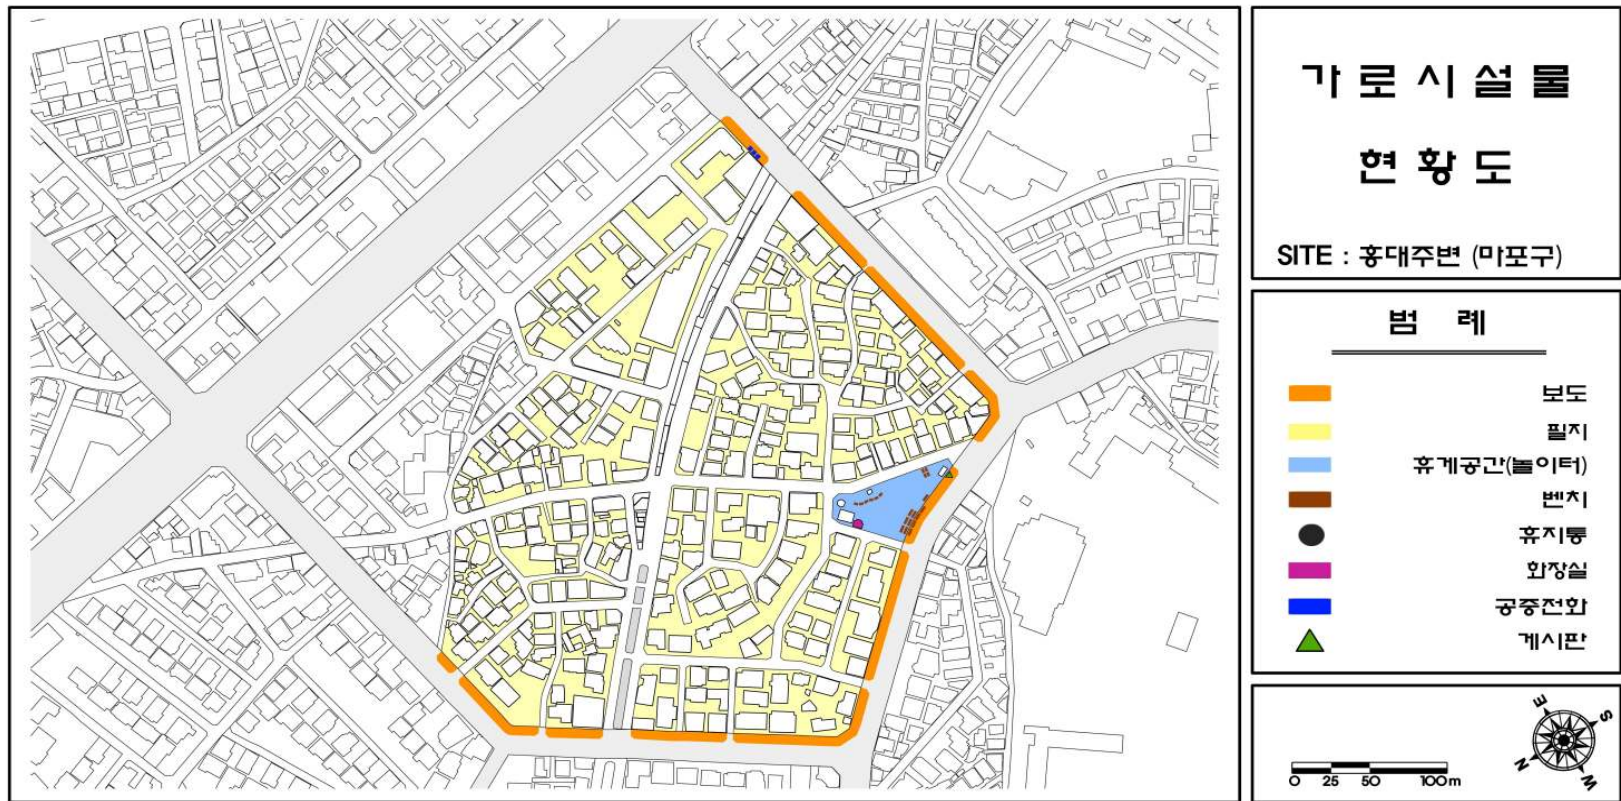 가로시설물
현황도
SITE : 홍대주변 (마포구)
범 례
보도
필지
휴게공간(놀이터)
벤치
휴지통
화장실
공중전화
게시판
0 25 50 100m
E
S
N
W